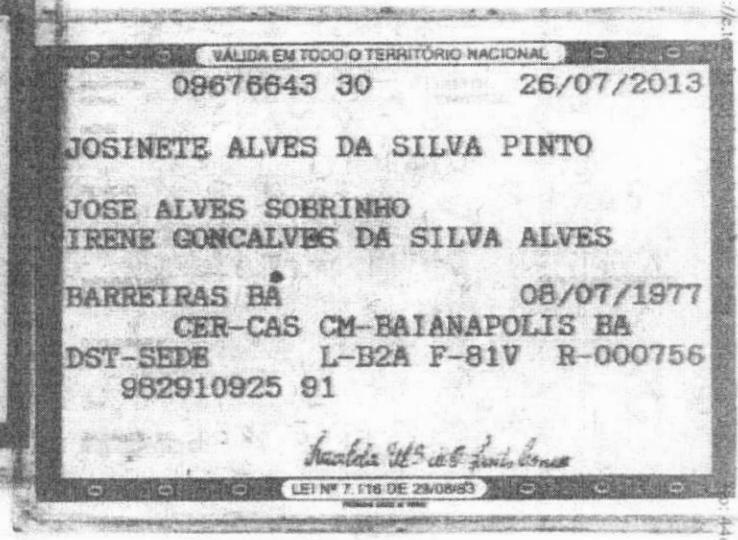 VÁLIDA EM TODO O TERRITÓRIO NACIONAL
09676643 30 26/07/2013
JOSINETE ALVES DA SILVA PINTO
JOSE ALVES SOBRINHO
IRENE GONCALVES DA SILVA ALVES
BARREIRAS BA 08/07/1977
CER-CAS CM-BAIANAPOLIS BA
DST-SEDE L-B2A F-81V R-000756
982910925 91
LEI Nº 7.116 DE 29/08/83